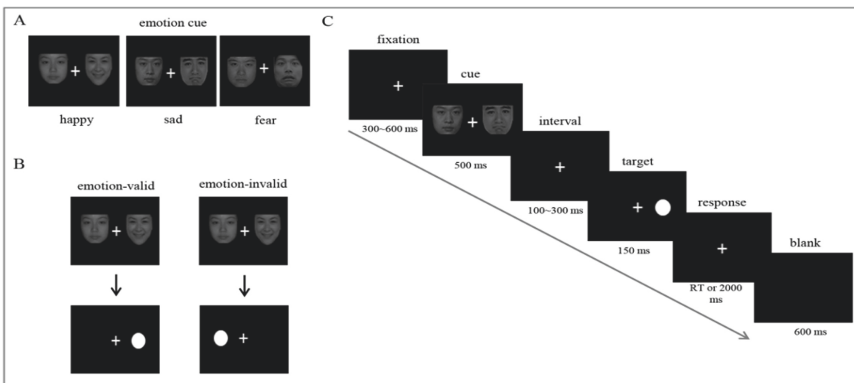 A
emotion cue
happy
sad
fear
B
emotion-valid
emotion-invalid
C
fixation
300~600 ms
cue
500 ms
interval
100~300 ms
target
150 ms
response
RT or 2000
ms
blank
600 ms